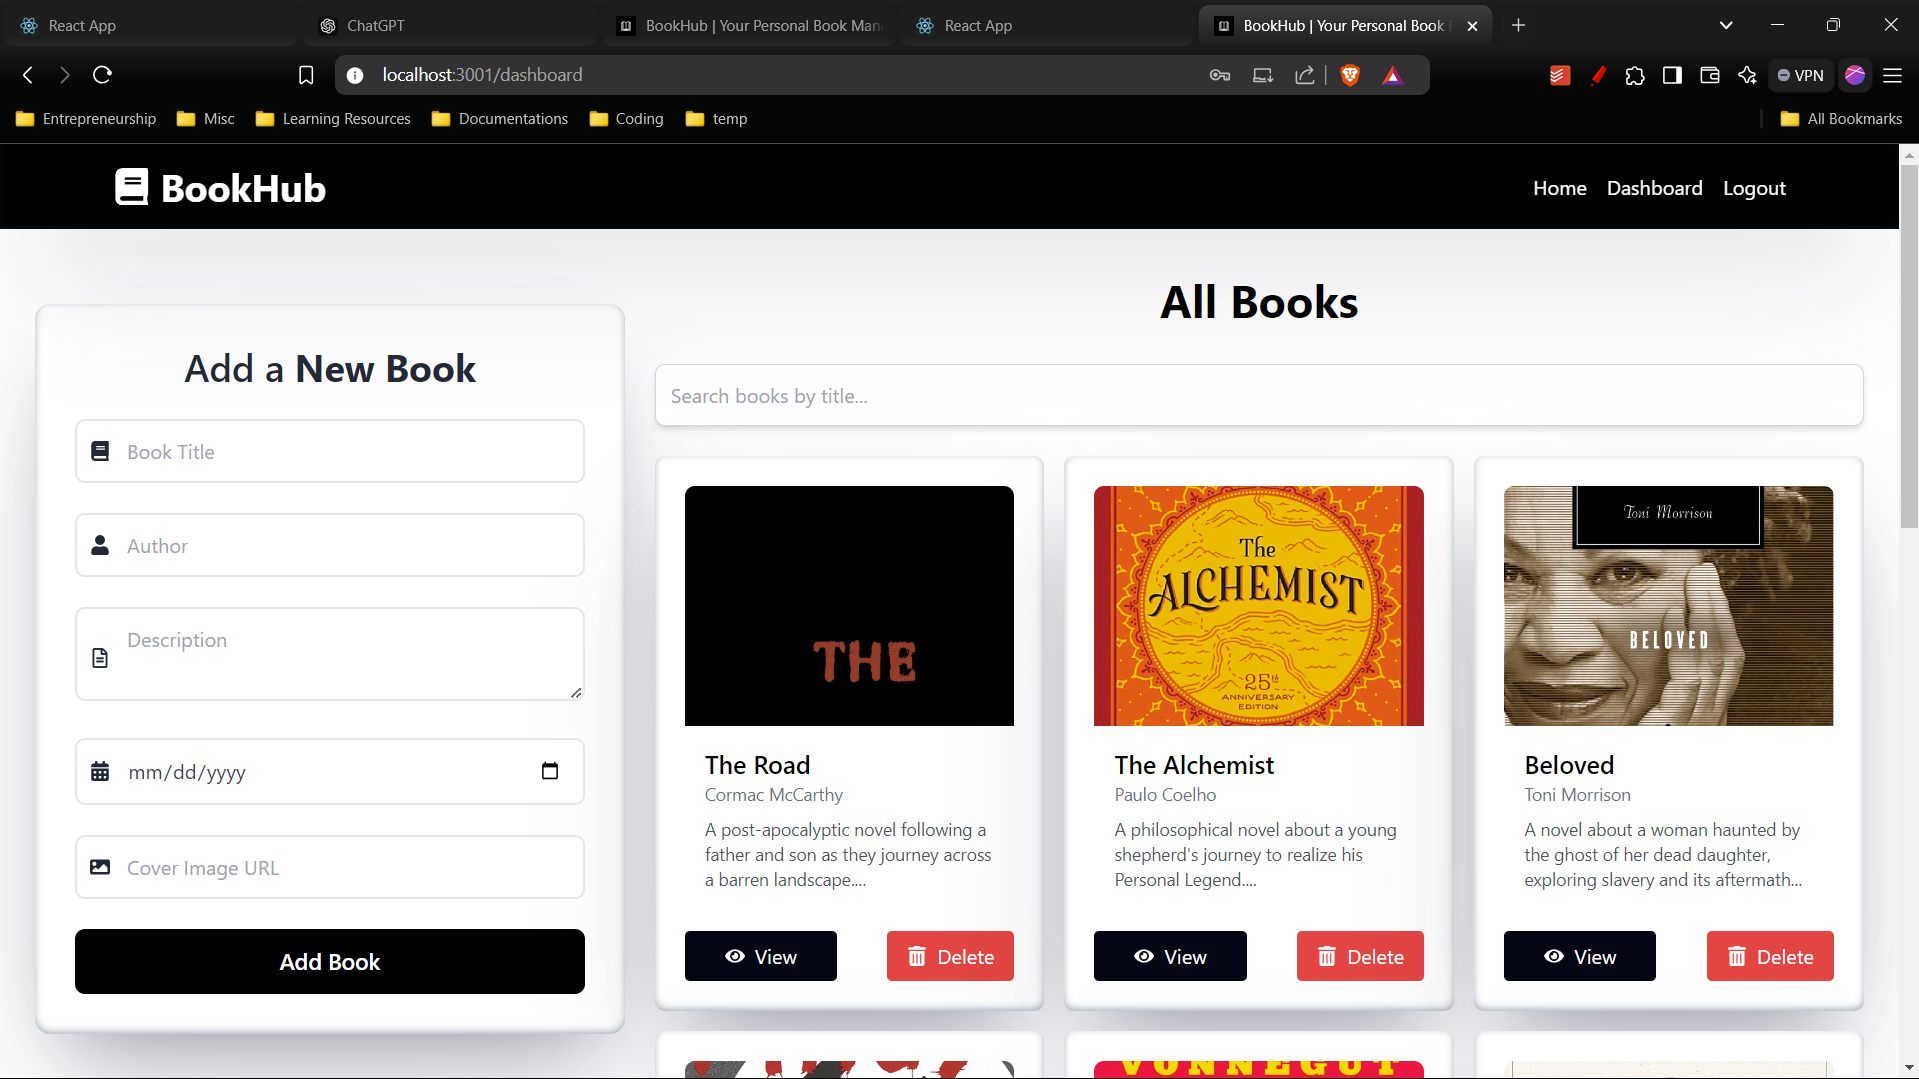 React App
ChatGPT
BookHub | Your Personal Book Man
React App
BookHub | Your Personal Book
localhost:3001/dashboard
VPN
Entrepreneurship
Misc
Learning Resources
Documentations
Coding
temp
All Bookmarks
BookHub
Home
Dashboard
Logout
Add a New Book
Book Title
Author
Description
mm/dd/yyyy
Cover Image URL
Add Book
All Books
Search books by title...
THE
The Road
Cormac McCarthy
A post-apocalyptic novel following a
father and son as they journey across
a barren landscape....
View
Delete
The
ALCHEMIST
25th
ANNIVERSARY
EDITION
The Alchemist
Paulo Coelho
A philosophical novel about a young
shepherd's journey to realize his
Personal Legend....
View
Delete
Toni Morrison
BELOVED
Beloved
Toni Morrison
A novel about a woman haunted by
the ghost of her dead daughter,
exploring slavery and its aftermath...
View
Delete
VONNEGUT